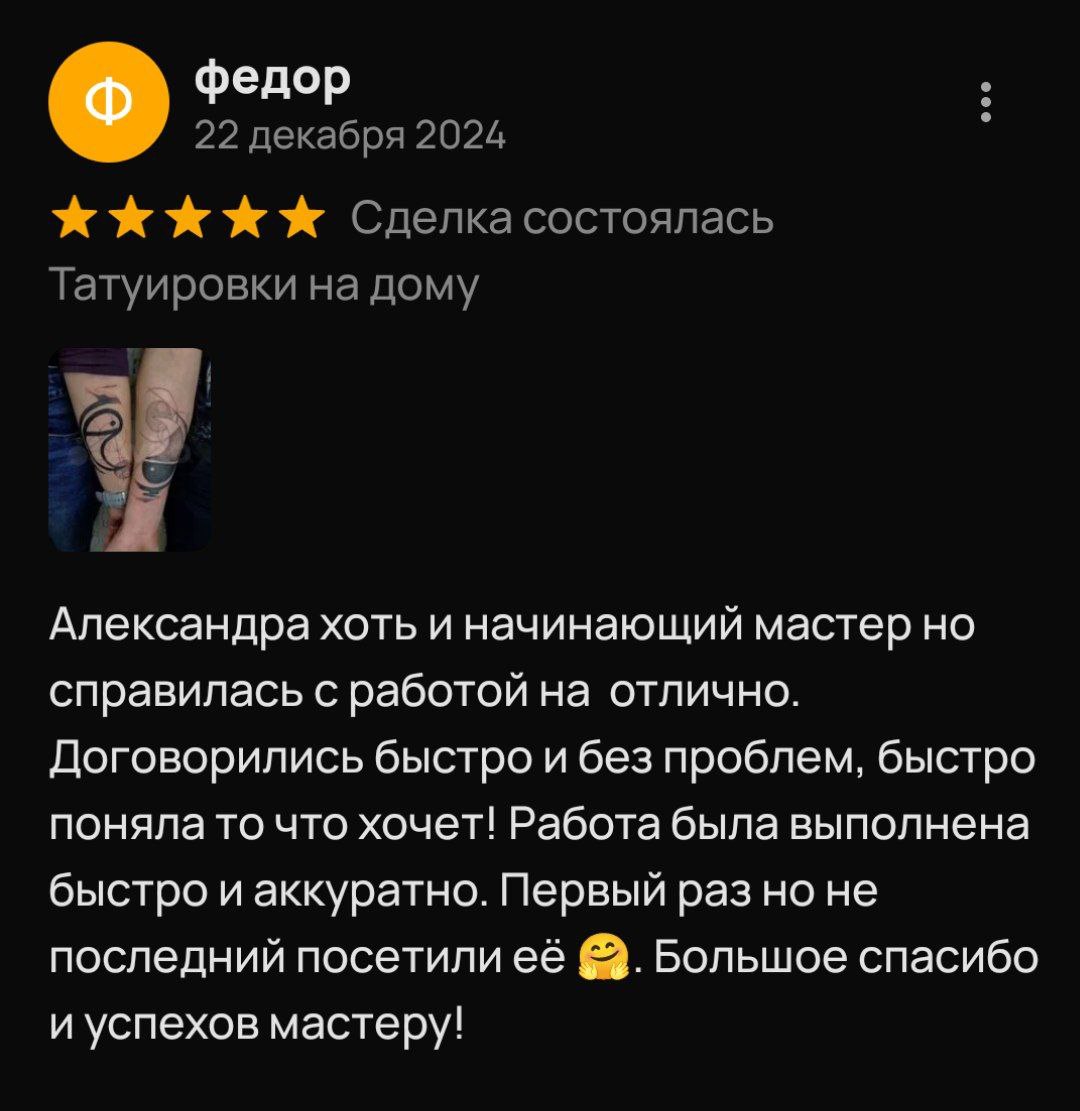 Ф
федор
22 декабря 2024
Сделка состоялась
Татуировки на дому
Александра хоть и начинающий мастер но
справилась с работой на  отлично.
Договорились быстро и без проблем, быстро
поняла то что хочет! Работа была выполнена
быстро и аккуратно. Первый раз но не
последний посетили её 🤗. Большое спасибо
и успехов мастеру!